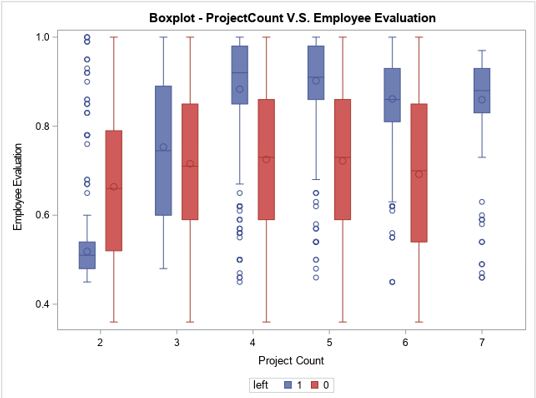 Boxplot - ProjectCount V.S. Employee Evaluation
1.0
0.8
0.6
0.4
Employee Evaluation
2 3 4 5 6 7
Project Count
left 1 0